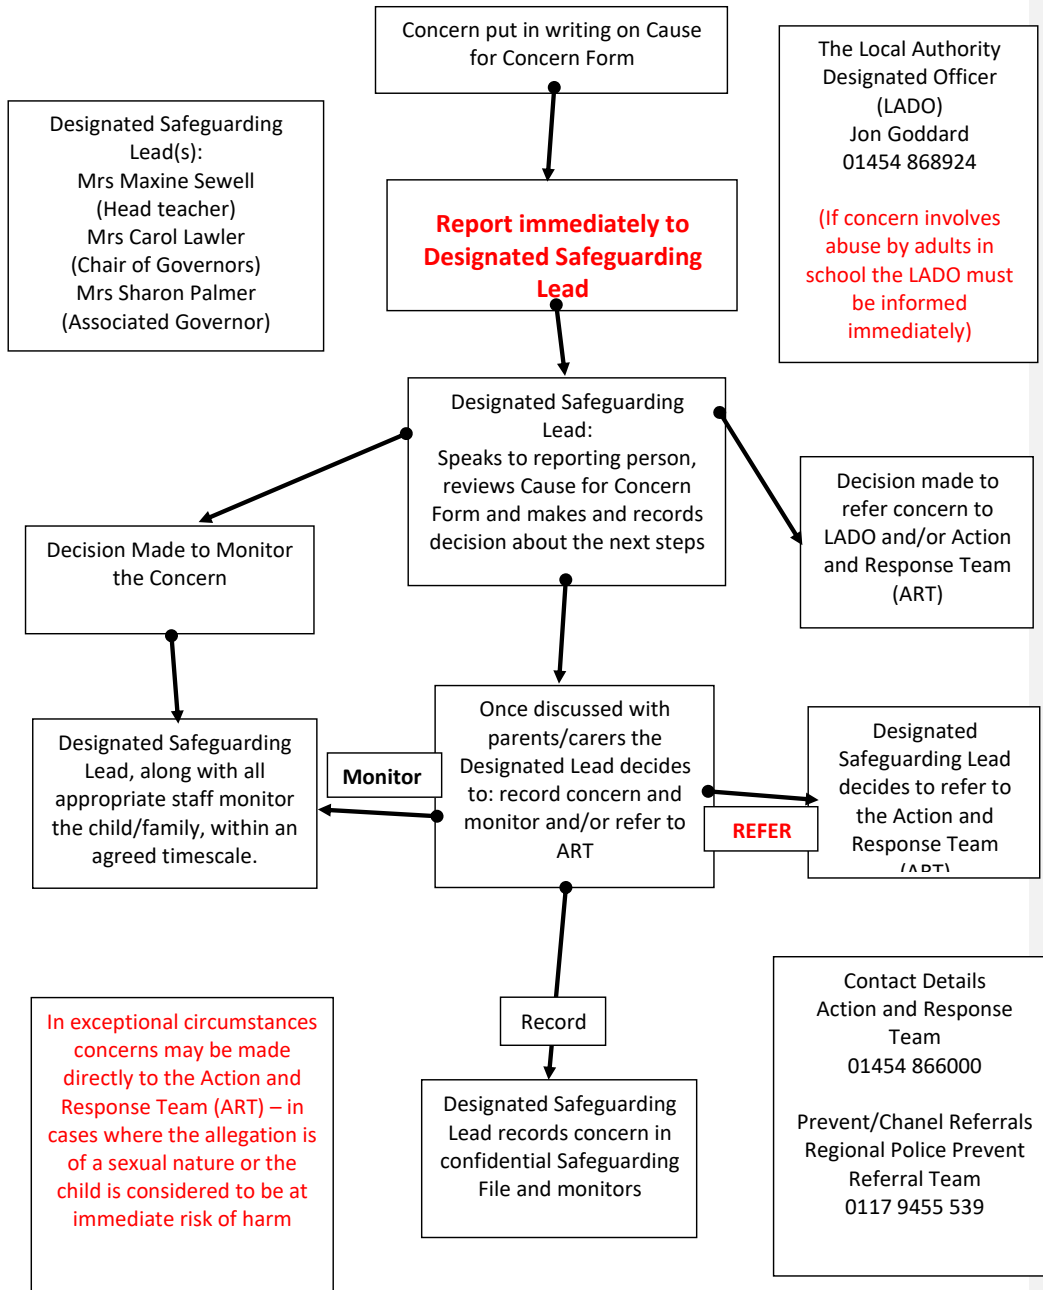 Concern put in writing on Cause
for Concern Form
The Local Authority
Designated Officer
(LADO)
Jon Goddard
01454 868924
(If concern involves
abuse by adults in
school the LADO must
be informed
immediately)
Designated Safeguarding
Lead(s):
Mrs Maxine Sewell
(Head teacher)
Mrs Carol Lawler
(Chair of Governors)
Mrs Sharon Palmer
(Associated Governor)
Report immediately to
Designated Safeguarding
Lead
Designated Safeguarding
Lead:
Speaks to reporting person,
reviews Cause for Concern
Form and makes and records
decision about the next steps
Decision made to
refer concern to
LADO and/or Action
and Response Team
(ART)
Decision Made to Monitor
the Concern
Designated Safeguarding
Lead, along with all
appropriate staff monitor
the child/family, within an
agreed timescale.
Monitor
Once discussed with
parents/carers the
Designated Lead decides
to: record concern and
monitor and/or refer to
ART
REFER
Designated
Safeguarding Lead
decides to refer to
the Action and
Response Team
(ART)
Record
Designated Safeguarding
Lead records concern in
confidential Safeguarding
File and monitors
In exceptional circumstances
concerns may be made
directly to the Action and
Response Team (ART) – in
cases where the allegation is
of a sexual nature or the
child is considered to be at
immediate risk of harm
Contact Details
Action and Response
Team
01454 866000
Prevent/Chanel Referrals
Regional Police Prevent
Referral Team
0117 9455 539